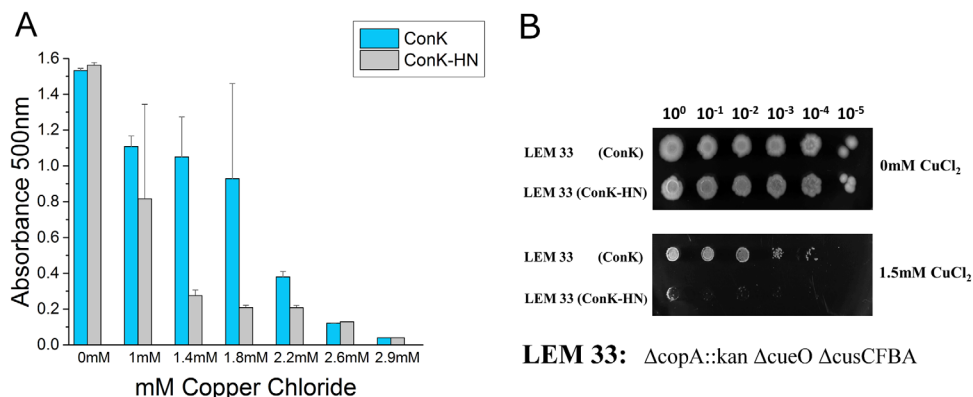 A
ConK
ConK-HN
1.6
1.4
1.2
1.0
0.8
0.6
0.4
0.2
0.0
Absorbance 500nm
0mM 1mM 1.4mM 1.8mM 2.2mM 2.6mM 2.9mM
mM Copper Chloride
B
10⁰ 10⁻¹ 10⁻² 10⁻³ 10⁻⁴ 10⁻⁵
LEM 33 (ConK)
LEM 33 (ConK-HN)
0mM CuCl₂
LEM 33 (ConK)
LEM 33 (ConK-HN)
1.5mM CuCl₂
LEM 33: ΔcopA::kan ΔcueO ΔcusCFBA